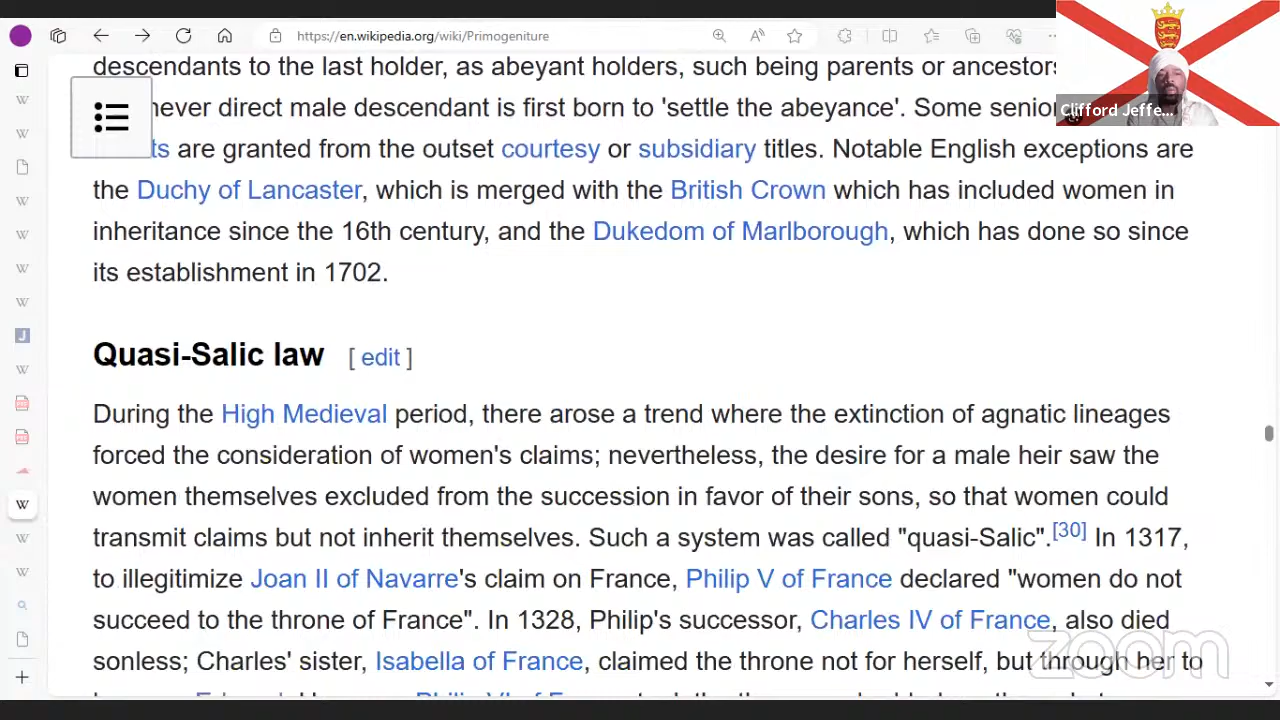 https://en.wikipedia.org/wiki/Primogeniture
Clifford Jeffe...
descendants to the last holder, as abeyant holders, such being parents or ancestors
never direct male descendant is first born to 'settle the abeyance'. Some senior
ts are granted from the outset courtesy or subsidiary titles. Notable English exceptions are
the Duchy of Lancaster, which is merged with the British Crown which has included women in
inheritance since the 16th century, and the Dukedom of Marlborough, which has done so since
its establishment in 1702.
Quasi-Salic law [ edit ]
During the High Medieval period, there arose a trend where the extinction of agnatic lineages
forced the consideration of women's claims; nevertheless, the desire for a male heir saw the
women themselves excluded from the succession in favor of their sons, so that women could
transmit claims but not inherit themselves. Such a system was called "quasi-Salic".[30] In 1317,
to illegitimize Joan II of Navarre's claim on France, Philip V of France declared "women do not
succeed to the throne of France". In 1328, Philip's successor, Charles IV of France, also died
sonless; Charles' sister, Isabella of France, claimed the throne not for herself, but through her to
zoom